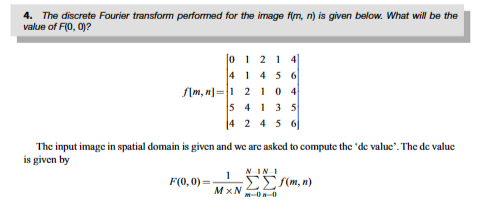 4. The discrete Fourier transform performed for the image f(m, n) is given below. What will be the
value of F(0, 0)?
0 1 2 1 4
4 1 4 5 6
f[m, n]= 1 2 1 0 4
5 4 1 3 5
4 2 4 5 6
The input image in spatial domain is given and we are asked to compute the 'dc value'. The dc value
is given by
F(0, 0) = 1/(M × N) ∑_{m=0}^{N-1} ∑_{n=0}^{N-1} f(m, n)